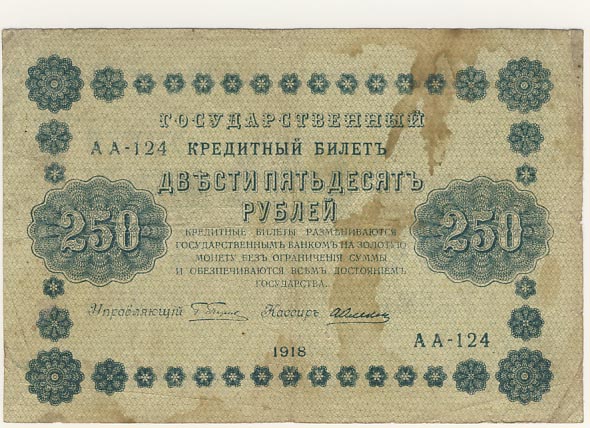 ГОСУДАРСТВЕННЫЙ
АА-124 КРЕДИТНЫЙ БИЛЕТЪ
ДВѢСТИ ПЯТЬДЕСЯТЪ
РУБЛЕЙ
250 250
КРЕДИТНЫЕ БИЛЕТЫ РАЗМѢНИВАЮТСЯ
ГОСУДАРСТВЕННЫМЪ БАНКОМЪ НА ЗОЛОТУЮ
МОНЕТУ БЕЗЪ ОГРАНИЧЕНІЯ СУММЫ
И ОБЕЗПЕЧИВАЮТСЯ ВСѢМЪ ДОСТОЯНІЕМЪ
ГОСУДАРСТВА.
Управляющій Кассиръ
АА-124
1918